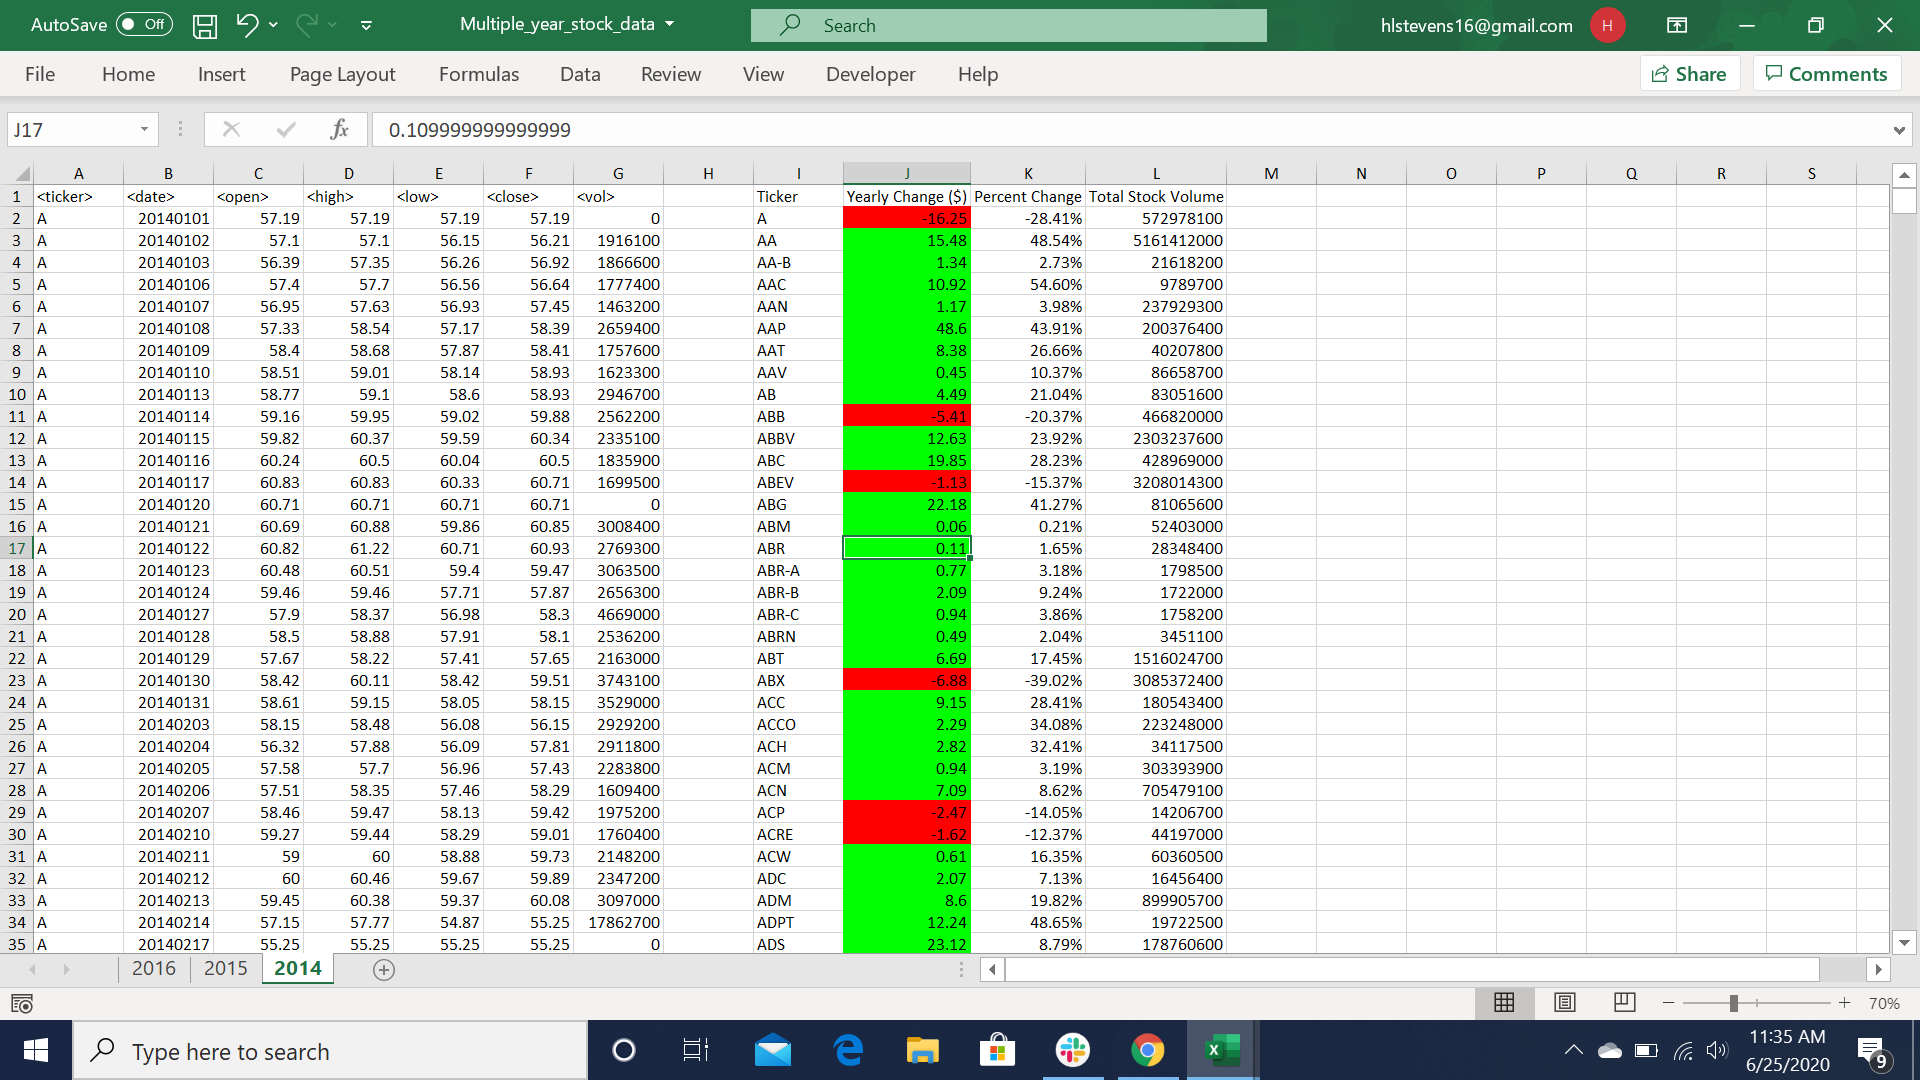 AutoSave Off Multiple_year_stock_data Search hlstevens16@gmail.com H
File Home Insert Page Layout Formulas Data Review View Developer Help Share Comments
J17 fx 0.109999999999999
A B C D E F G H I J K L M N O P Q R S
1 <ticker> <date> <open> <high> <low> <close> <vol> Ticker Yearly Change ($) Percent Change Total Stock Volume
2 A 20140101 57.19 57.19 57.19 57.19 0 A -16.25 -28.41% 572978100
3 A 20140102 57.1 57.1 56.15 56.21 1916100 AA 15.48 48.54% 5161412000
4 A 20140103 56.39 57.35 56.26 56.92 1866600 AA-B 1.34 2.73% 21618200
5 A 20140106 57.4 57.7 56.56 56.64 1777400 AAC 10.92 54.60% 9789700
6 A 20140107 56.95 57.63 56.93 57.45 1463200 AAN 1.17 3.98% 237929300
7 A 20140108 57.33 58.54 57.17 58.39 2659400 AAP 48.6 43.91% 200376400
8 A 20140109 58.4 58.68 57.87 58.41 1757600 AAT 8.38 26.66% 40207800
9 A 20140110 58.51 59.01 58.14 58.93 1623300 AAV 0.45 10.37% 86658700
10 A 20140113 58.77 59.1 58.6 58.93 2946700 AB 4.49 21.04% 83051600
11 A 20140114 59.16 59.95 59.02 59.88 2562200 ABB -5.41 -20.37% 466820000
12 A 20140115 59.82 60.37 59.59 60.34 2335100 ABBV 12.63 23.92% 2303237600
13 A 20140116 60.24 60.5 60.04 60.5 1835900 ABC 19.85 28.23% 428969000
14 A 20140117 60.83 60.83 60.33 60.71 1699500 ABEV -1.13 -15.37% 3208014300
15 A 20140120 60.71 60.71 60.71 60.71 0 ABG 22.18 41.27% 81065600
16 A 20140121 60.69 60.88 59.86 60.85 3008400 ABM 0.06 0.21% 52403000
17 A 20140122 60.82 61.22 60.71 60.93 2769300 ABR 0.11 1.65% 28348400
18 A 20140123 60.48 60.51 59.4 59.47 3063500 ABR-A 0.77 3.18% 1798500
19 A 20140124 59.46 59.46 57.71 57.87 2656300 ABR-B 2.09 9.24% 1722000
20 A 20140127 57.9 58.37 56.98 58.3 4669000 ABR-C 0.94 3.86% 1758200
21 A 20140128 58.5 58.88 57.91 58.1 2536200 ABRN 0.49 2.04% 3451100
22 A 20140129 57.67 58.22 57.41 57.65 2163000 ABT 6.69 17.45% 1516024700
23 A 20140130 58.42 60.11 58.42 59.51 3743100 ABX -6.88 -39.02% 3085372400
24 A 20140131 58.61 59.15 58.05 58.15 3529000 ACC 9.15 28.41% 180543400
25 A 20140203 58.15 58.48 56.08 56.15 2929200 ACCO 2.29 34.08% 223248000
26 A 20140204 56.32 57.88 56.09 57.81 2911800 ACH 2.82 32.41% 34117500
27 A 20140205 57.58 57.7 56.96 57.43 2283800 ACM 0.94 3.19% 303393900
28 A 20140206 57.51 58.35 57.46 58.29 1609400 ACN 7.09 8.62% 705479100
29 A 20140207 58.46 59.47 58.13 59.42 1975200 ACP -2.47 -14.05% 14206700
30 A 20140210 59.27 59.44 58.29 59.01 1760400 ACRE -1.62 -12.37% 44197000
31 A 20140211 59 60 58.88 59.73 2148200 ACW 0.61 16.35% 60360500
32 A 20140212 60 60.46 59.67 59.89 2347200 ADC 2.07 7.13% 16456400
33 A 20140213 59.45 60.38 59.37 60.08 3097000 ADM 8.6 19.82% 899905700
34 A 20140214 57.15 57.77 54.87 55.25 17862700 ADPT 12.24 48.65% 19722500
35 A 20140217 55.25 55.25 55.25 55.25 0 ADS 23.12 8.79% 178760600
2016 2015 2014
70%
Type here to search 11:35 AM
6/25/2020 9